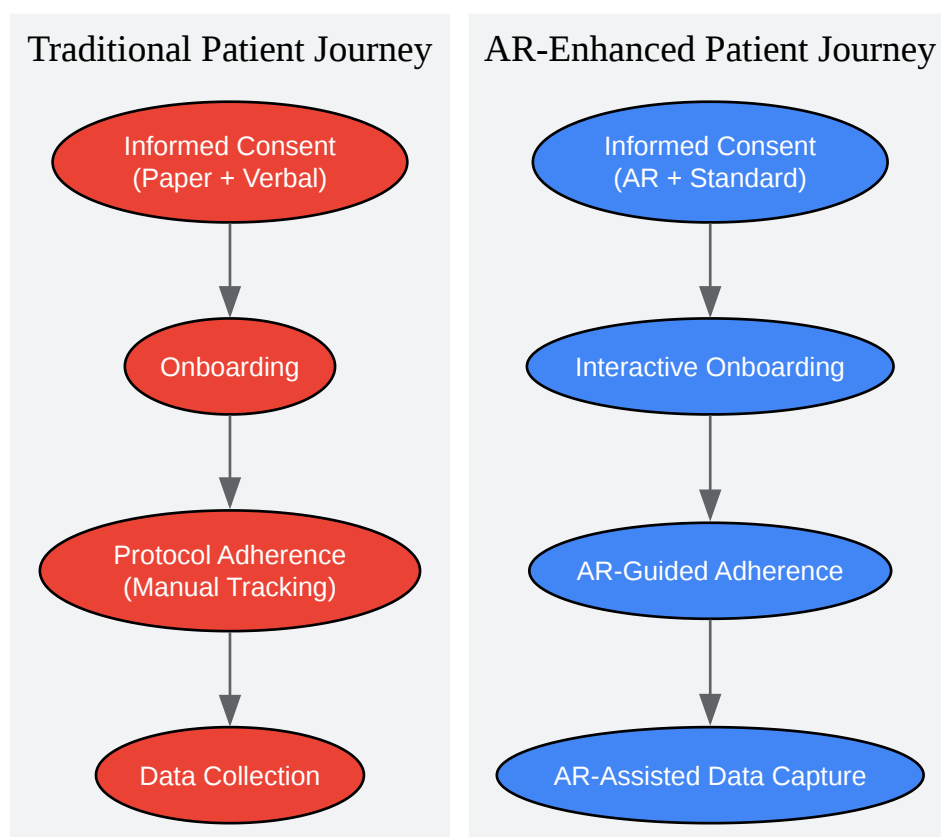 Traditional Patient Journey
Informed Consent
(Paper + Verbal)
Onboarding
Protocol Adherence
(Manual Tracking)
Data Collection
AR-Enhanced Patient Journey
Informed Consent
(AR + Standard)
Interactive Onboarding
AR-Guided Adherence
AR-Assisted Data Capture